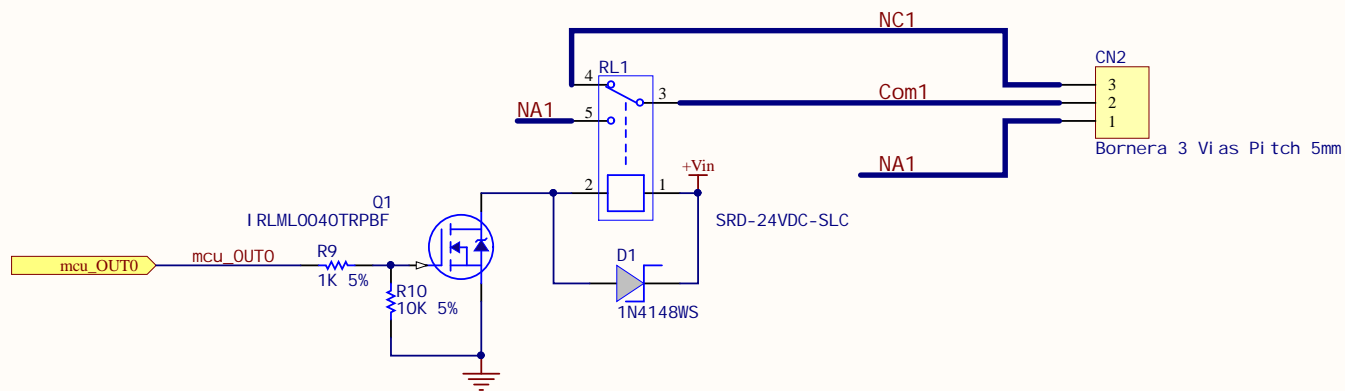 NC1
CN2
RL1
4
3
Com1
3
2
1
NA1
5
Bornera 3 Vias Pitch 5mm
NA1
+Vin
2
1
Q1
IRLML0040TRPBF
SRD-24VDC-SLC
mcu_OUT0
mcu_OUT0
R9
1K 5%
D1
R10
10K 5%
1N4148WS